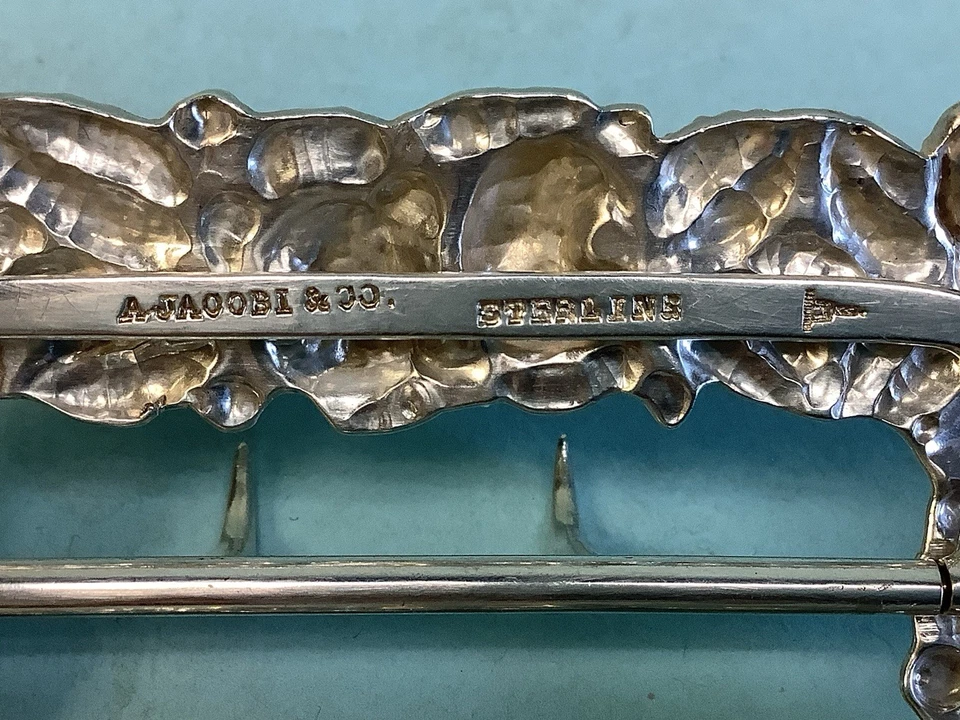 A. JACOBI & CO. STERLING